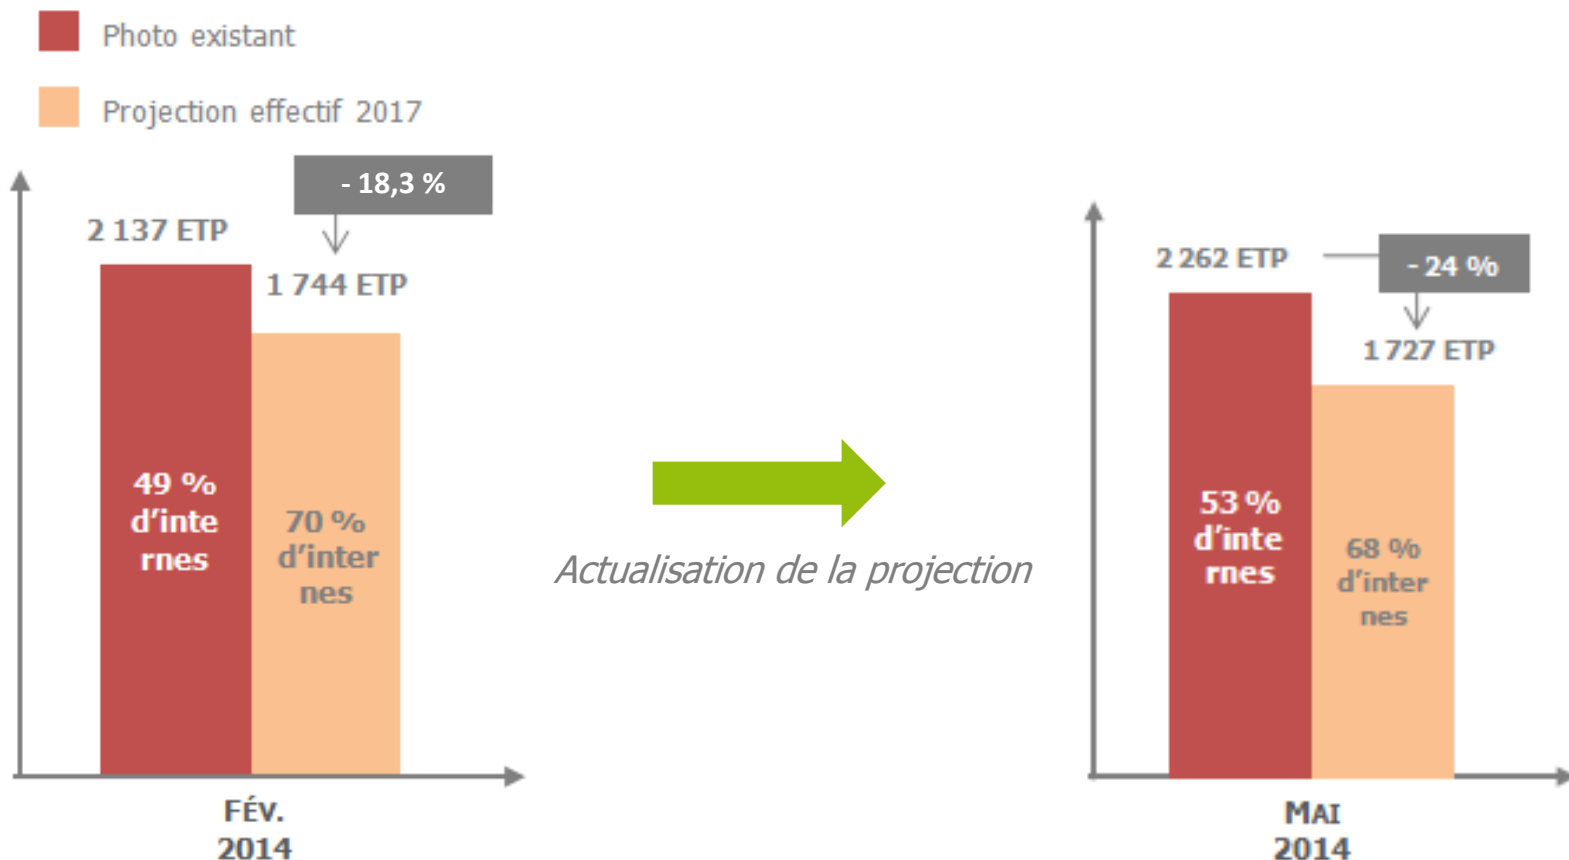 Photo existant
Projection effectif 2017
- 18,3 %
2 137 ETP
1 744 ETP
49 %
d'inte
rnes
70 %
d'inter
nes
FÉV.
2014
Actualisation de la projection
2 262 ETP
- 24 %
1 727 ETP
53 %
d'inte
rnes
68 %
d'inter
nes
MAI
2014